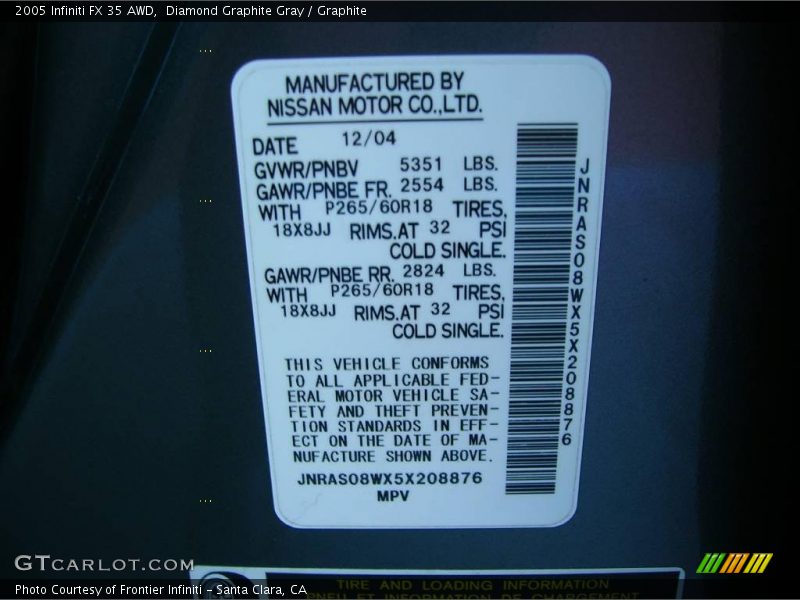 2005 Infiniti FX 35 AWD, Diamond Graphite Gray / Graphite
MANUFACTURED BY
NISSAN MOTOR CO.,LTD.
DATE 12/04
GVWR/PNBV 5351 LBS.
GAWR/PNBE FR. 2554 LBS.
WITH P265/60R18 TIRES,
18X8JJ RIMS.AT 32 PSI
COLD SINGLE.
GAWR/PNBE RR. 2824 LBS.
WITH P265/60R18 TIRES,
18X8JJ RIMS.AT 32 PSI
COLD SINGLE.
THIS VEHICLE CONFORMS
TO ALL APPLICABLE FED-
ERAL MOTOR VEHICLE SA-
FETY AND THEFT PREVEN-
TION STANDARDS IN EFF-
ECT ON THE DATE OF MA-
NUFACTURE SHOWN ABOVE.
JNRAS08WX5X208876
MPV
JNRAS08WX5X208876
TIRE AND LOADING INFORMATION
PNEU ET INFORMATION DE CHARGEMENT
GTCARLOT.COM
Photo Courtesy of Frontier Infiniti - Santa Clara, CA